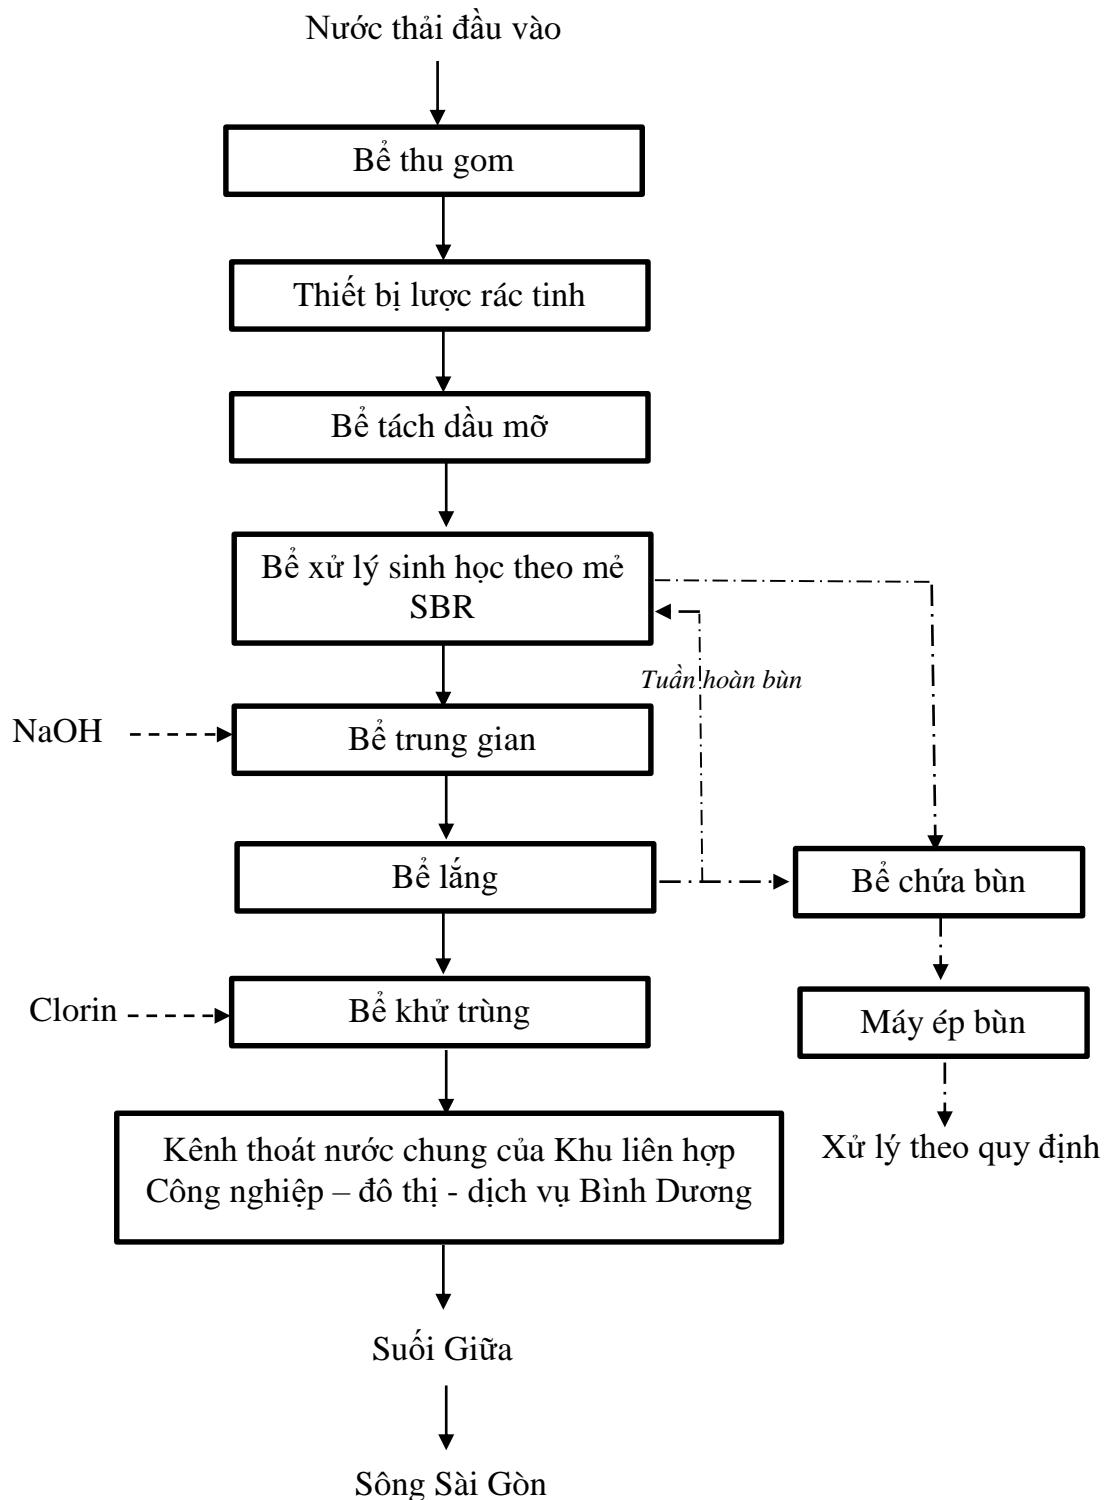 Nước thải đầu vào
Bể thu gom
Thiết bị lược rác tinh
Bể tách dầu mỡ
Bể xử lý sinh học theo mẻ
SBR
Tuần hoàn bùn
NaOH
Bể trung gian
Bể lắng
Bể chứa bùn
Clorin
Bể khử trùng
Máy ép bùn
Kênh thoát nước chung của Khu liên hợp
Công nghiệp – đô thị - dịch vụ Bình Dương
Xử lý theo quy định
Suối Giữa
Sông Sài Gòn